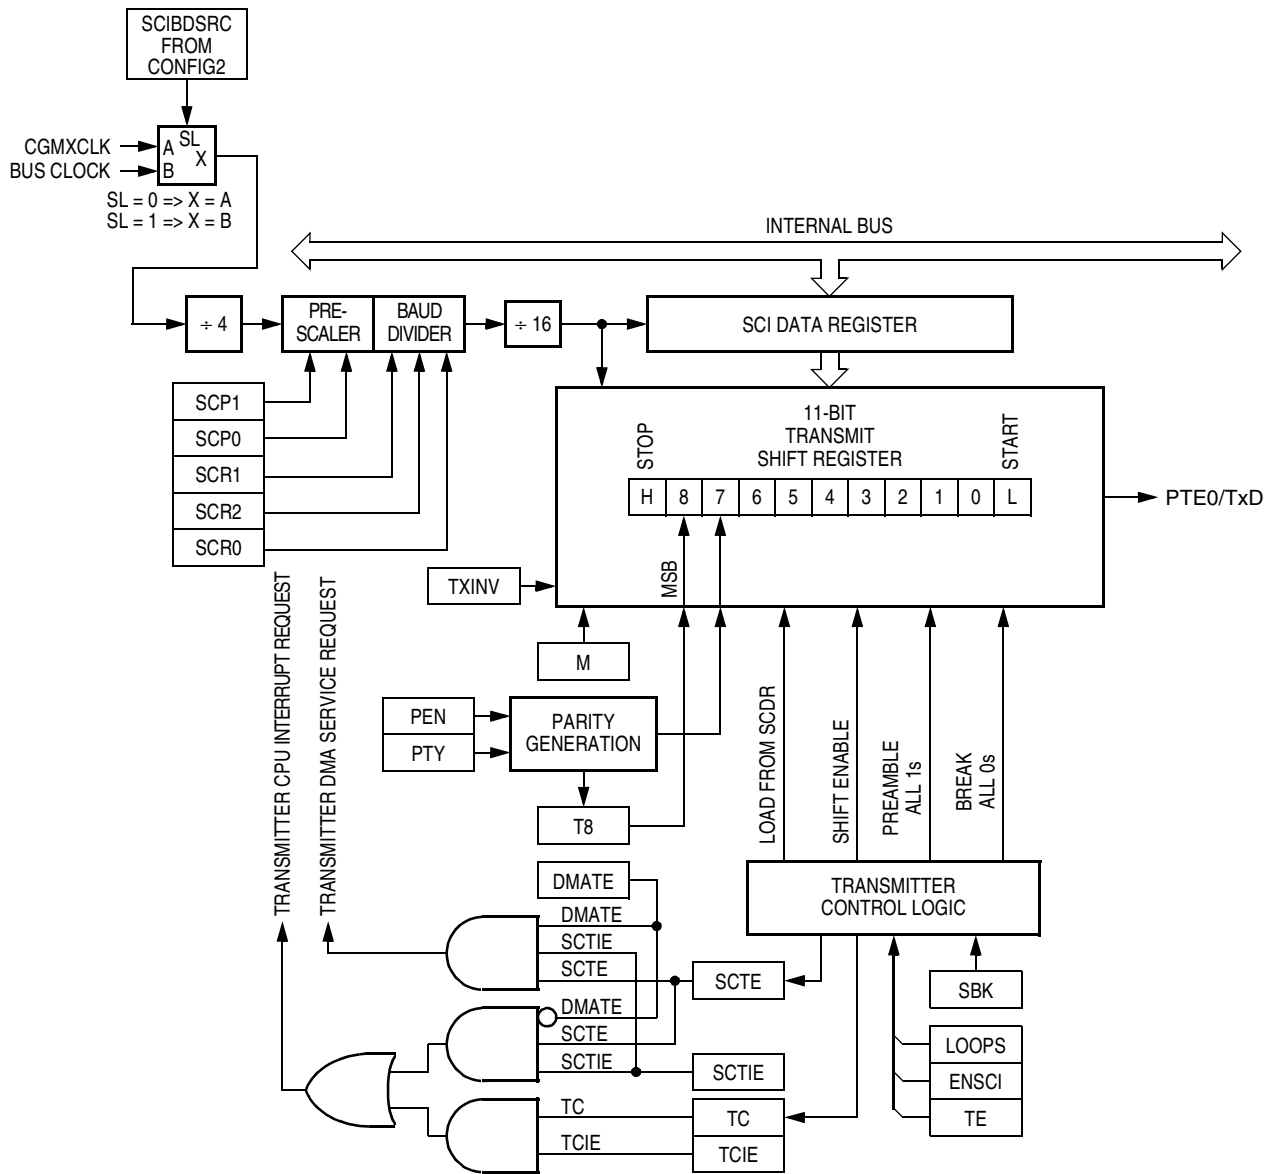 SCIBDSRC
FROM
CONFIG2
CGMXCLK
BUS CLOCK
A
SL
X
B
SL = 0 => X = A
SL = 1 => X = B
INTERNAL BUS
÷ 4
PRE-
SCALER
BAUD
DIVIDER
÷ 16
SCI DATA REGISTER
SCP1
SCP0
SCR1
SCR2
SCR0
11-BIT
TRANSMIT
SHIFT REGISTER
STOP
START
H 8 7 6 5 4 3 2 1 0 L
PTE0/TxD
TXINV
MSB
M
PEN
PTY
PARITY
GENERATION
T8
TRANSMITTER CPU INTERRUPT REQUEST
TRANSMITTER DMA SERVICE REQUEST
LOAD FROM SCDR
SHIFT ENABLE
PREAMBLE
ALL 1s
BREAK
ALL 0s
TRANSMITTER
CONTROL LOGIC
DMATE
DMATE
SCTIE
SCTE
SCTE
DMATE
SCTE
SCTIE
SCTIE
TC
TC
TCIE
TCIE
SBK
LOOPS
ENSCI
TE